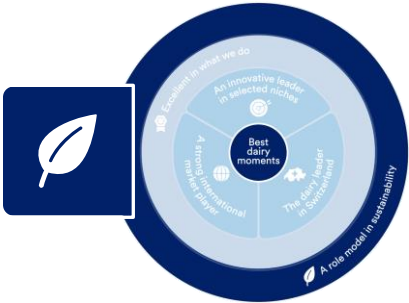 Excellent in what we do
An innovative leader
in selected niches
Best
dairy
moments
A strong international
market player
The dairy leader
in Switzerland
A role model in sustainability